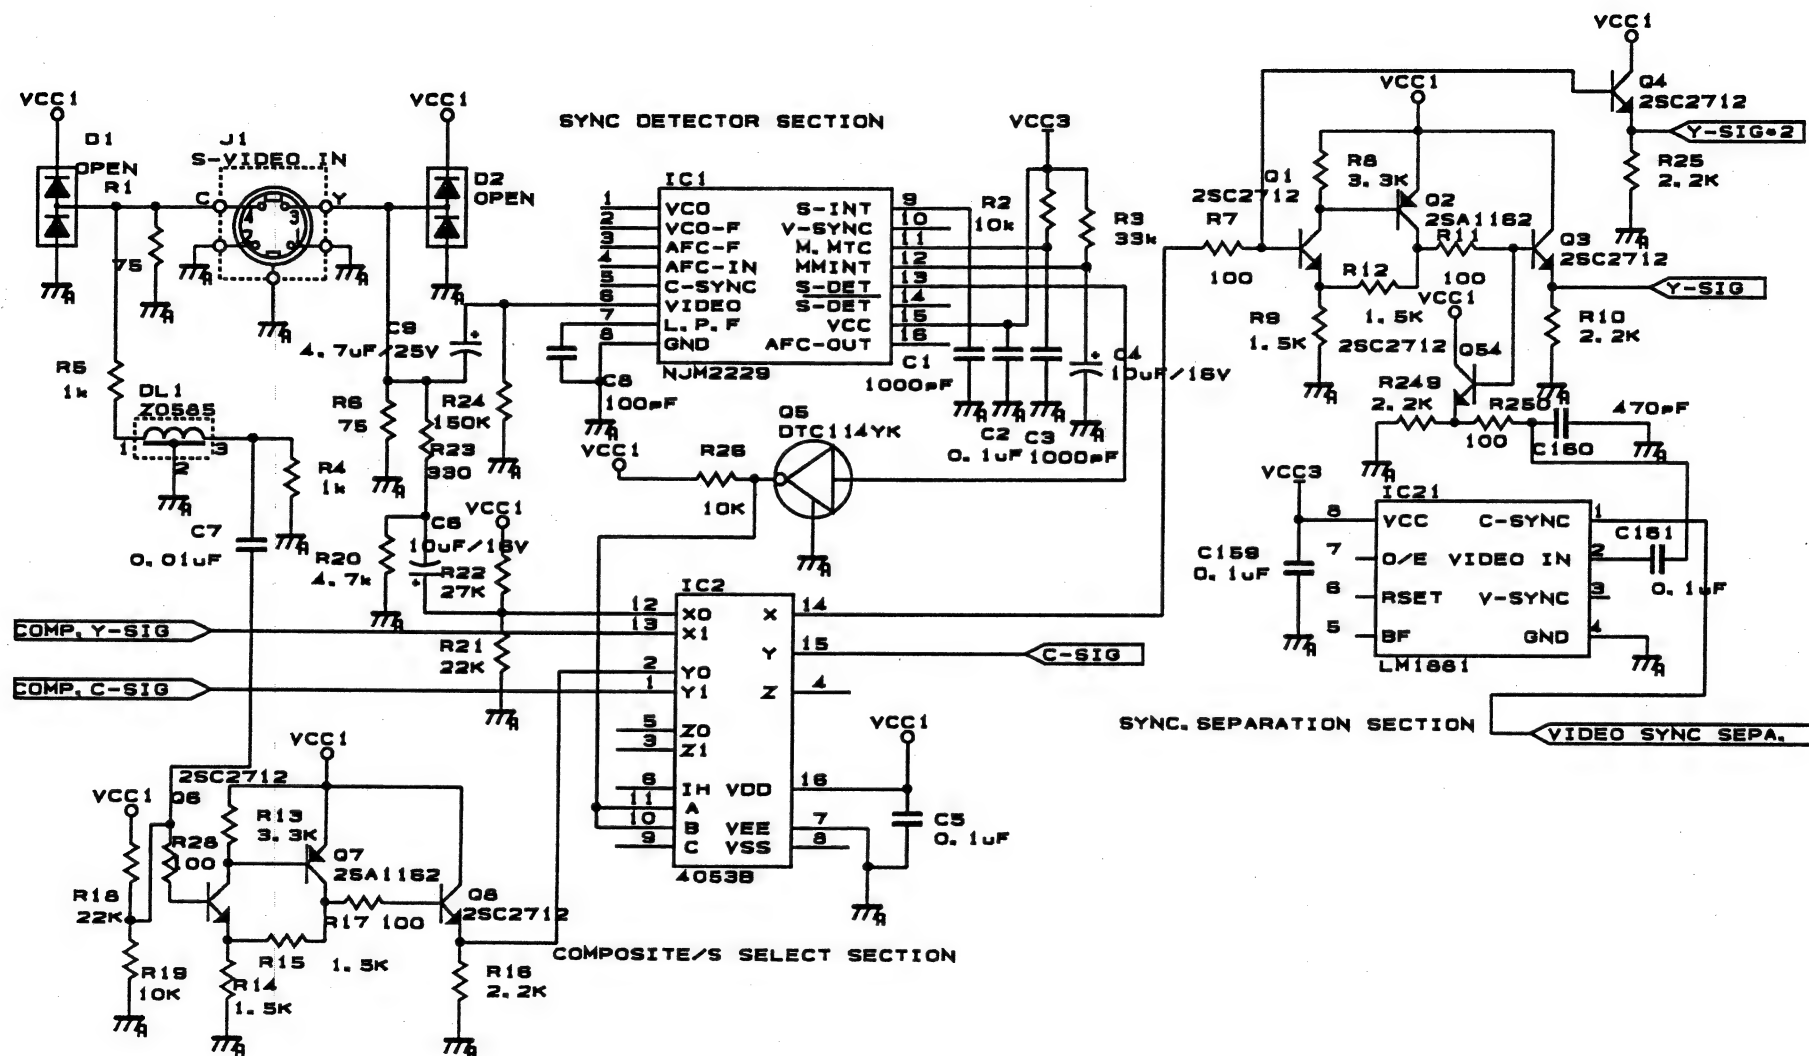 VCC1
D1
OPEN
R1
75
J1
S-VIDEO IN
C
Y
4
3
2
1
VCC1
D2
OPEN
SYNC DETECTOR SECTION
IC1
1 VCO
2 VCO-F
3 AFC-F
4 AFC-IN
5 C-SYNC
6 VIDEO
7 L.P.F
8 GND
S-INT 9
V-SYNC 10
M.MTC 11
MMINT 12
S-DET 13
S-DET 14
VCC 15
AFC-OUT 16
NJM2229
VCC3
R2
10k
R3
33k
C1
1000pF
C2
0.1uF
C3
1000pF
C4
10uF/16V
C9
4.7uF/25V
C8
100pF
R5
1k
DL1
Z0585
1
2
3
R4
1k
R6
75
R24
150K
R23
330
C7
0.01uF
R20
4.7k
C6
10uF/16V
VCC1
R22
27K
R21
22K
VCC1
R26
10K
Q5
DTC114YK
IC2
12 X0
13 X1
2 Y0
1 Y1
5 Z0
3 Z1
6 IH
11 A
10 B
9 C
X 14
Y 15
Z 4
VDD 16
VEE 7
VSS 8
4053B
COMP. Y-SIG
COMP. C-SIG
C-SIG
VCC1
C5
0.1uF
COMPOSITE/S SELECT SECTION
VCC1
2SC2712
Q6
R28
100
R18
22K
R19
10K
R13
3.3K
VCC1
Q7
2SA1162
R17 100
R15
1.5K
R14
1.5K
Q8
2SC2712
R16
2.2K
VCC1
Q4
2SC2712
Y-SIG*2
R25
2.2K
VCC1
Q1
2SC2712
R7
100
R8
3.3K
Q2
2SA1162
R11
100
R12
1.5K
R9
1.5K
Q3
2SC2712
Y-SIG
R10
2.2K
VCC1
2SC2712
Q54
R249
2.2K
R250
100
C160
470pF
VCC3
C159
0.1uF
IC21
8 VCC
7 O/E
6 RSET
5 BF
C-SYNC 1
VIDEO IN 2
V-SYNC 3
GND 4
LM1881
C161
0.1uF
SYNC. SEPARATION SECTION
VIDEO SYNC SEPA.